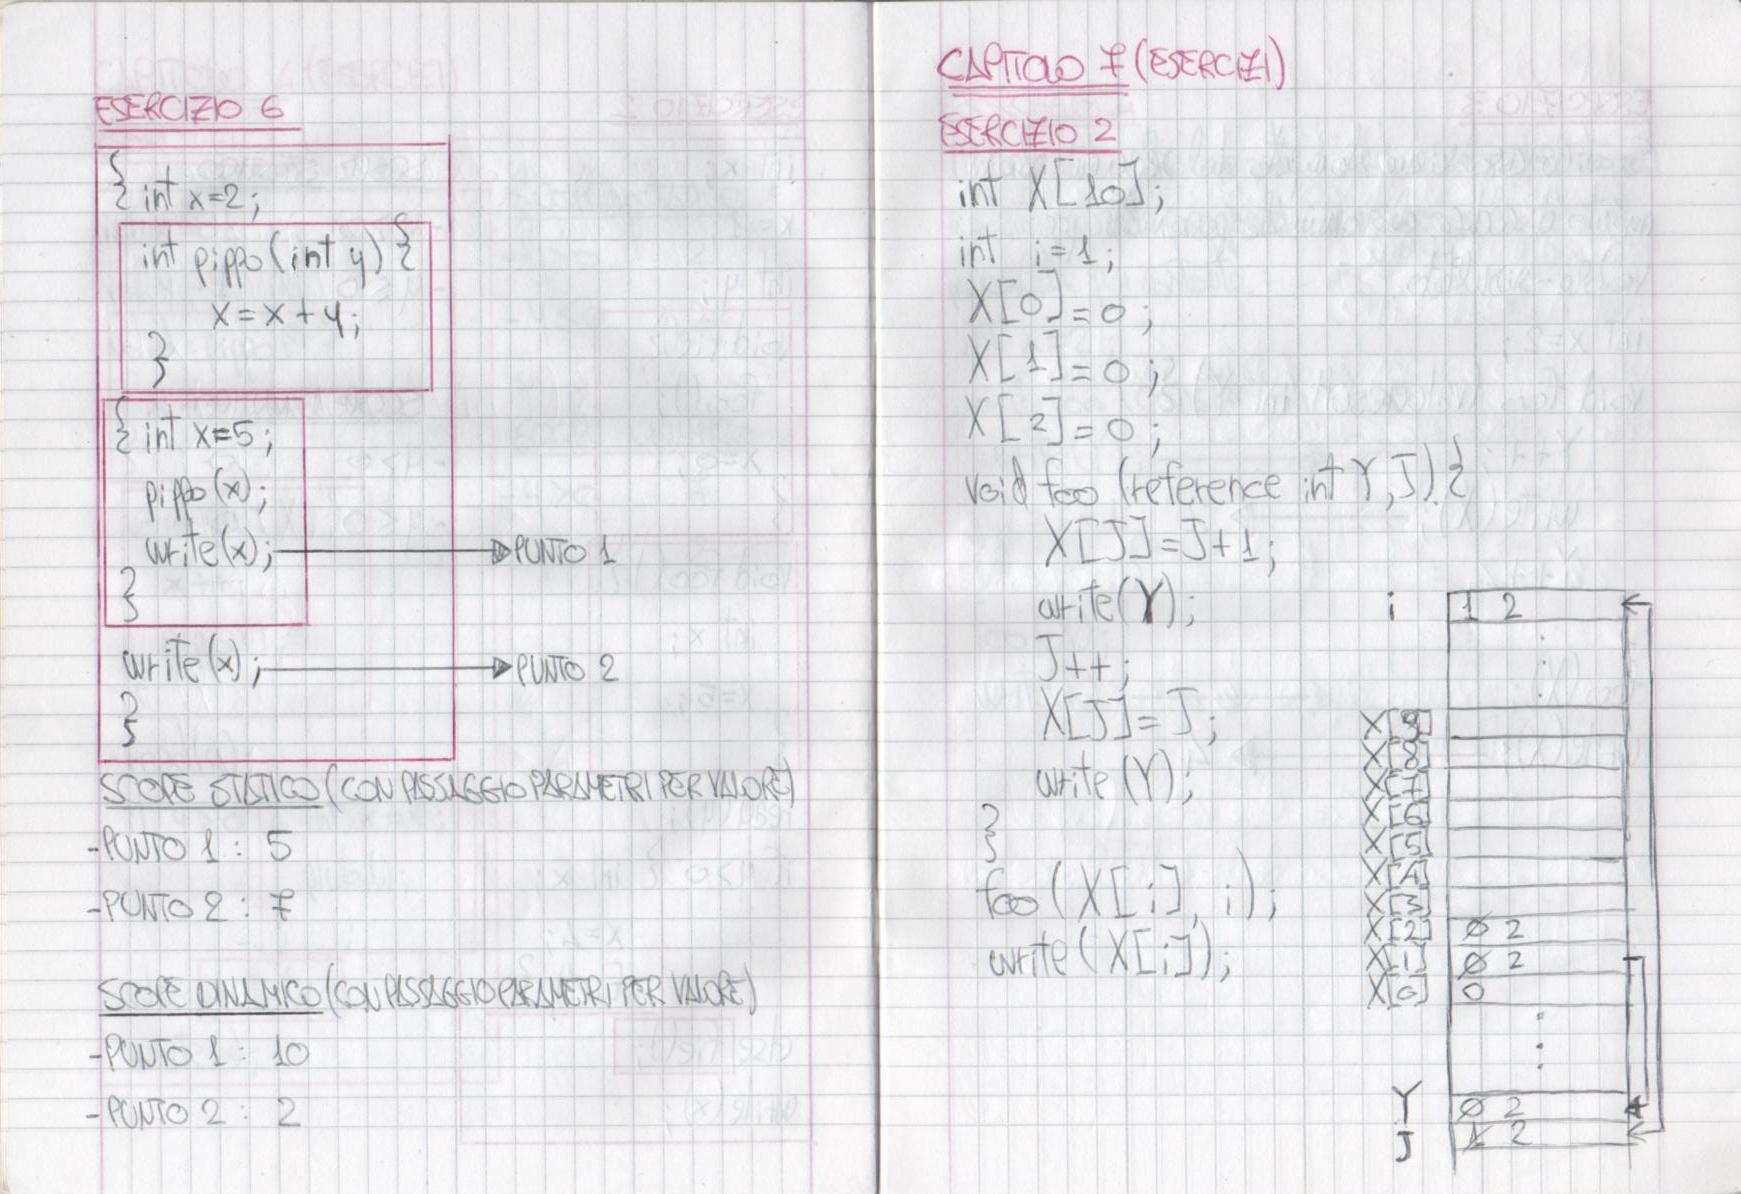 ESERCIZIO 6
{ int x=2;
int pippo(int y) {
x=x+y;
}
{ int x=5;
pippo(x);
write(x); PUNTO 1
}
write(x); PUNTO 2
}
SCOPE STATICO (CON PASSAGGIO PARAMETRI PER VALORE)
-PUNTO 1: 5
-PUNTO 2: 7
SCOPE DINAMICO (CON PASSAGGIO PARAMETRI PER VALORE)
-PUNTO 1: 10
-PUNTO 2: 2
CAPITOLO 7 (ESERCIZI)
ESERCIZIO 2
int X[10];
int i=1;
X[0]=0;
X[1]=0;
X[2]=0;
void foo (reference int Y, J) {
X[J]=J+1;
write(Y);
J++;
X[J]=J;
write(Y);
}
foo(X[i], i);
write(X[i]);
i 1 2
X[9]
X[8]
X[7]
X[6]
X[5]
X[4]
X[3]
X[2] 0 2
X[1] 0 2
X[0] 0
Y 0 2
J 1 2